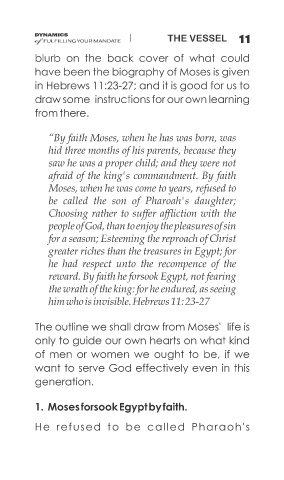 DYNAMICS
of FULFILLING YOUR MANDATE | THE VESSEL 11
blurb on the back cover of what could
have been the biography of Moses is given
in Hebrews 11:23-27; and it is good for us to
draw some instructions for our own learning
from there.
“By faith Moses, when he has was born, was
hid three months of his parents, because they
saw he was a proper child; and they were not
afraid of the king's commandment. By faith
Moses, when he was come to years, refused to
be called the son of Pharoah's daughter;
Choosing rather to suffer affliction with the
people of God, than to enjoy the pleasures of sin
for a season; Esteeming the reproach of Christ
greater riches than the treasures in Egypt; for
he had respect unto the recompence of the
reward. By faith he forsook Egypt, not fearing
the wrath of the king: for he endured, as seeing
him who is invisible. Hebrews 11: 23-27
The outline we shall draw from Moses' life is
only to guide our own hearts on what kind
of men or women we ought to be, if we
want to serve God effectively even in this
generation.
1. Moses forsook Egypt by faith.
He refused to be called Pharaoh's